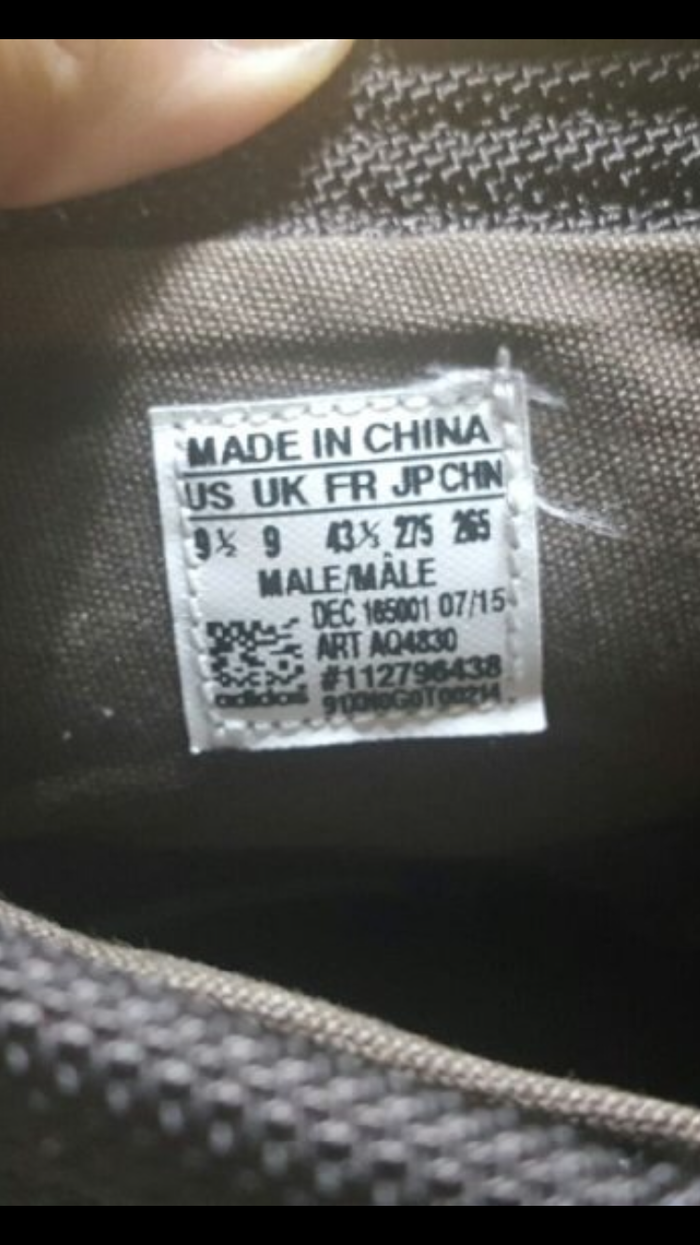 MADE IN CHINA
US UK FR JP CHN
9½ 9 43⅓ 275 265
MALE/MÂLE
DEC 165001 07/15
ART AQ4830
#112796438
adidas